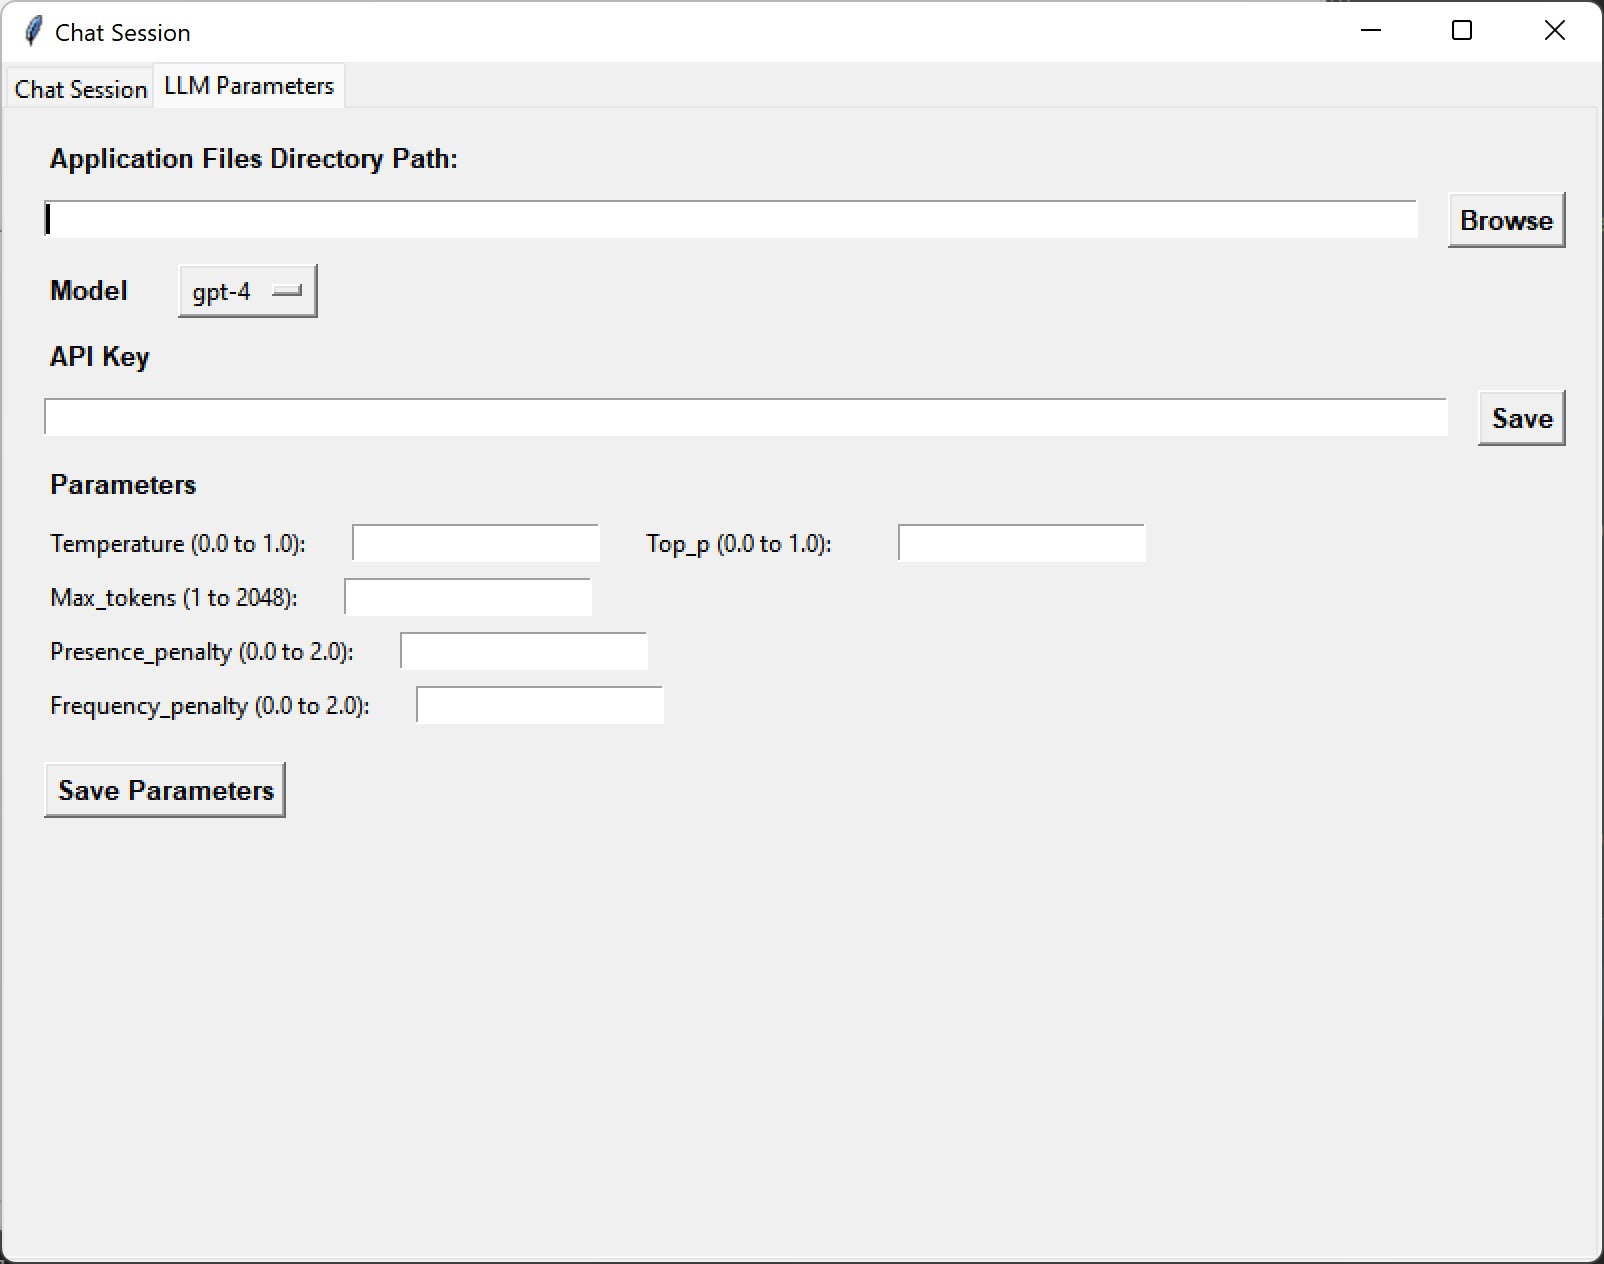 Chat Session
Chat Session LLM Parameters
Application Files Directory Path:
Browse
Model gpt-4
API Key
Save
Parameters
Temperature (0.0 to 1.0): Top_p (0.0 to 1.0):
Max_tokens (1 to 2048):
Presence_penalty (0.0 to 2.0):
Frequency_penalty (0.0 to 2.0):
Save Parameters